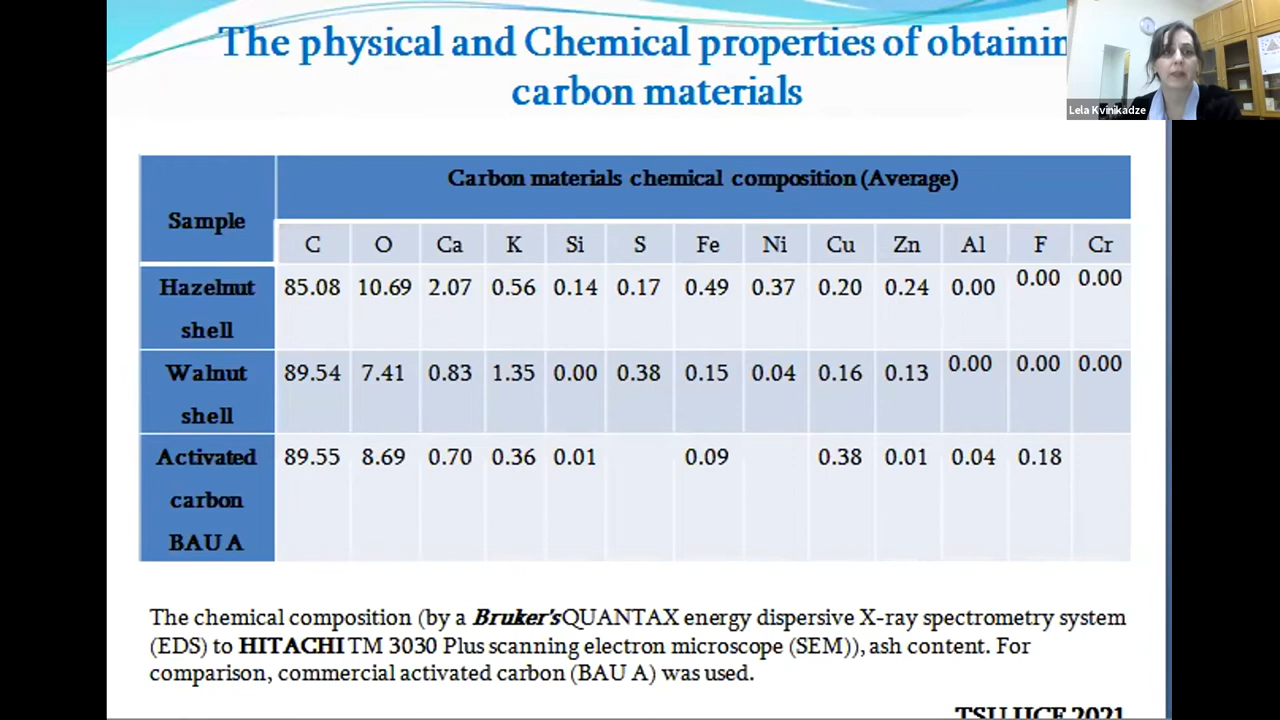 The physical and Chemical properties of obtainin
carbon materials
Lela Kvinikadze
Sample
Carbon materials chemical composition (Average)
C O Ca K Si S Fe Ni Cu Zn Al F Cr
Hazelnut shell 85.08 10.69 2.07 0.56 0.14 0.17 0.49 0.37 0.20 0.24 0.00 0.00 0.00
Walnut shell 89.54 7.41 0.83 1.35 0.00 0.38 0.15 0.04 0.16 0.13 0.00 0.00 0.00
Activated carbon BAU A 89.55 8.69 0.70 0.36 0.01 0.09 0.38 0.01 0.04 0.18
The chemical composition (by a Bruker's QUANTAX energy dispersive X-ray spectrometry system
(EDS) to HITACHI TM 3030 Plus scanning electron microscope (SEM)), ash content. For
comparison, commercial activated carbon (BAU A) was used.
2021